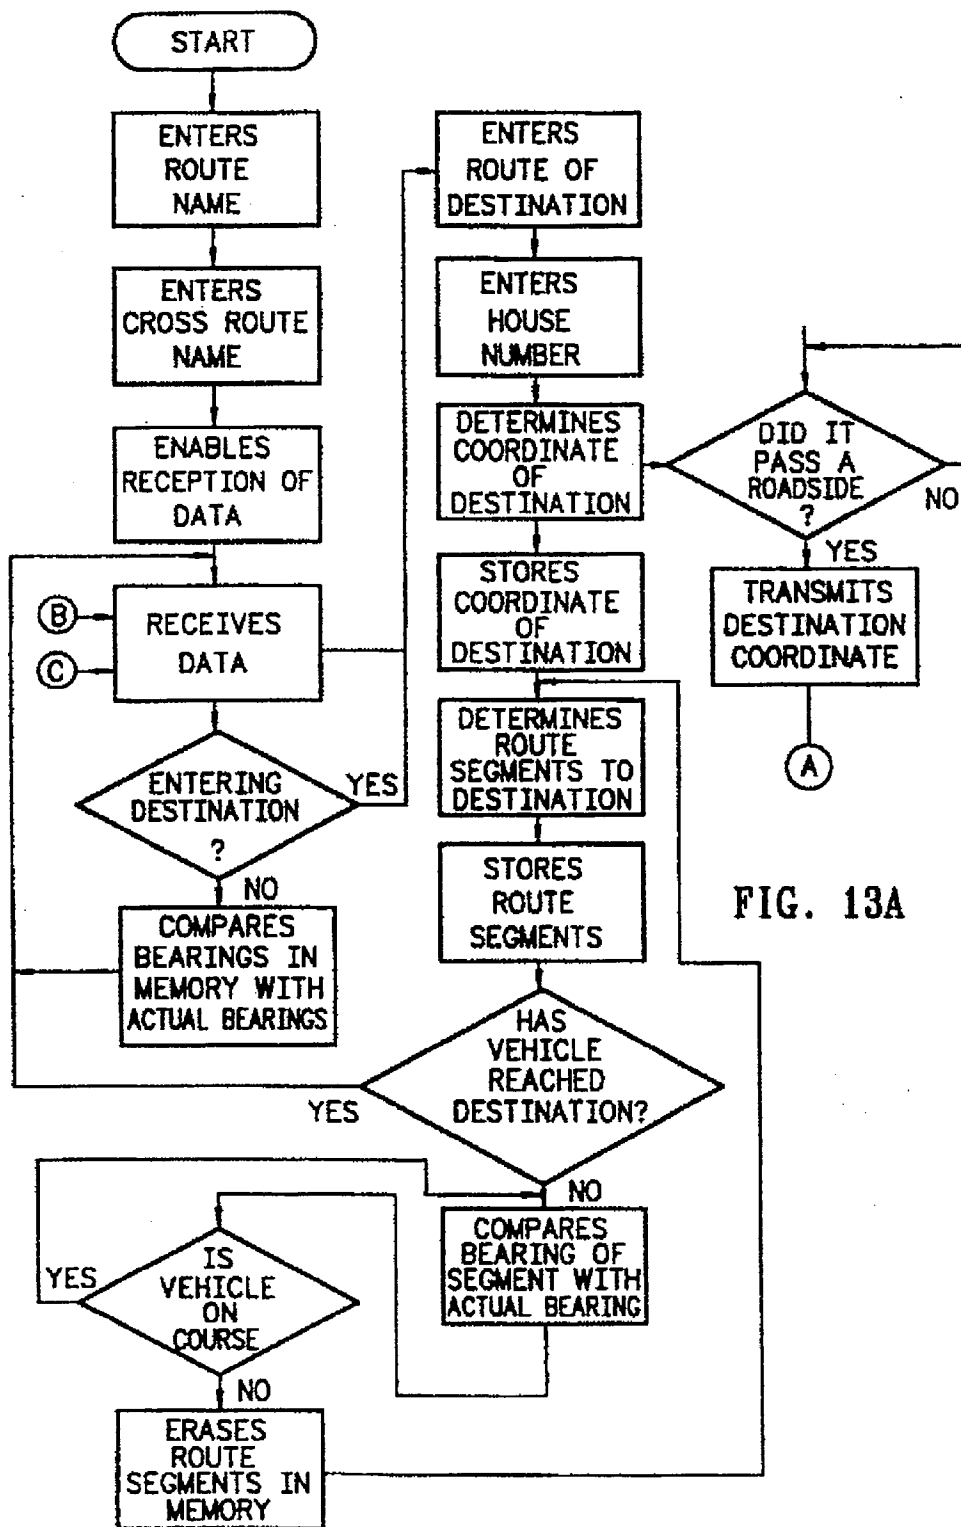 START
ENTERS
ROUTE
NAME
ENTERS
CROSS ROUTE
NAME
ENABLES
RECEPTION OF
DATA
B
C
RECEIVES
DATA
ENTERING
DESTINATION
?
YES
NO
COMPARES
BEARINGS IN
MEMORY WITH
ACTUAL BEARINGS
ENTERS
ROUTE OF
DESTINATION
ENTERS
HOUSE
NUMBER
DETERMINES
COORDINATE
OF
DESTINATION
STORES
COORDINATE
OF
DESTINATION
DETERMINES
ROUTE
SEGMENTS TO
DESTINATION
STORES
ROUTE
SEGMENTS
HAS
VEHICLE
REACHED
DESTINATION?
YES
NO
COMPARES
BEARING OF
SEGMENT WITH
ACTUAL BEARING
IS
VEHICLE
ON
COURSE
YES
NO
ERASES
ROUTE
SEGMENTS IN
MEMORY
DID IT
PASS A
ROADSIDE
?
NO
YES
TRANSMITS
DESTINATION
COORDINATE
A
FIG. 13A